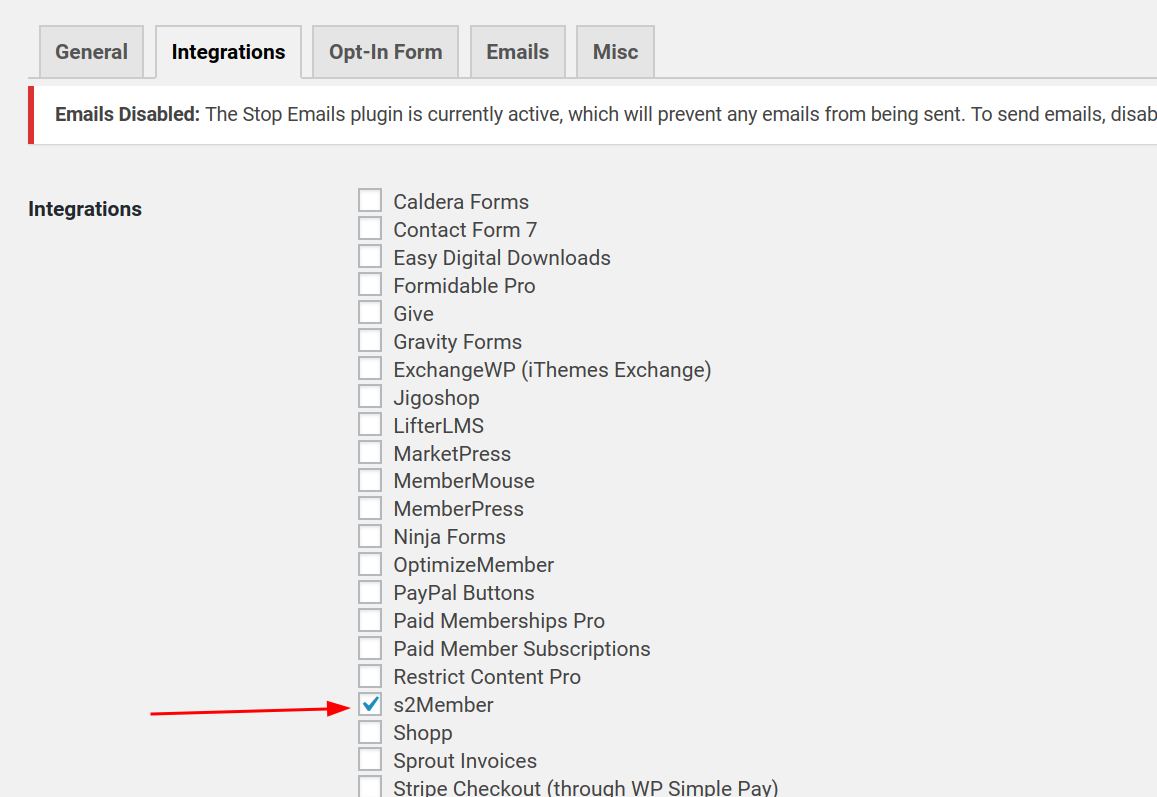 General
Integrations
Opt-In Form
Emails
Misc
Emails Disabled: The Stop Emails plugin is currently active, which will prevent any emails from being sent. To send emails, disab
Integrations
Caldera Forms
Contact Form 7
Easy Digital Downloads
Formidable Pro
Give
Gravity Forms
ExchangeWP (iThemes Exchange)
Jigoshop
LifterLMS
MarketPress
MemberMouse
MemberPress
Ninja Forms
OptimizeMember
PayPal Buttons
Paid Memberships Pro
Paid Member Subscriptions
Restrict Content Pro
s2Member
Shopp
Sprout Invoices
Stripe Checkout (through WP Simple Pay)